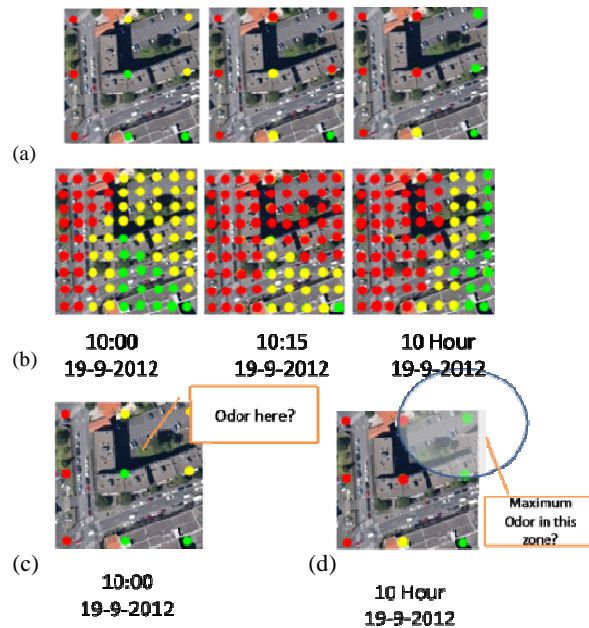 (a)
(b)
10:00
19-9-2012
10:15
19-9-2012
10 Hour
19-9-2012
Odor here?
(c)
10:00
19-9-2012
(d)
Maximum
Odor in this
zone?
10 Hour
19-9-2012